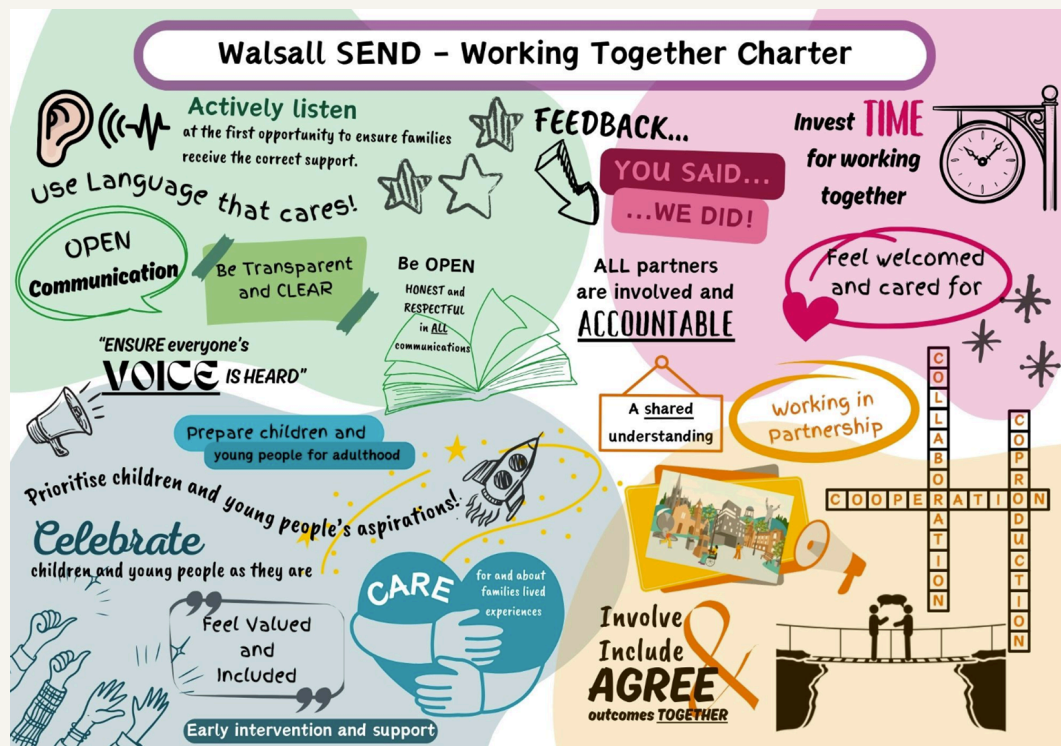 Walsall SEND - Working Together Charter
Actively listen
at the first opportunity to ensure families
receive the correct support.
use Language that cares!
OPEN
Communication
Be Transparent
and CLEAR
Be OPEN
HONEST and
RESPECTFUL
in ALL
communications
"ENSURE everyone's
VOICE IS HEARD"
FEEDBACK...
YOU SAID...
...WE DID!
Invest TIME
for working
together
ALL partners
are involved and
ACCOUNTABLE
Feel welcomed
and cared for
A shared
understanding
Working in
Partnership
COLLABORATION
COOPERATION
COPRODUCTION
Prepare children and
young people for adulthood
Prioritise children and young people's aspirations!
Celebrate
children and young people as they are
CARE
for and about
families lived
experiences
Feel Valued
and
Included
Early intervention and support
Involve
Include
&
AGREE
outcomes TOGETHER